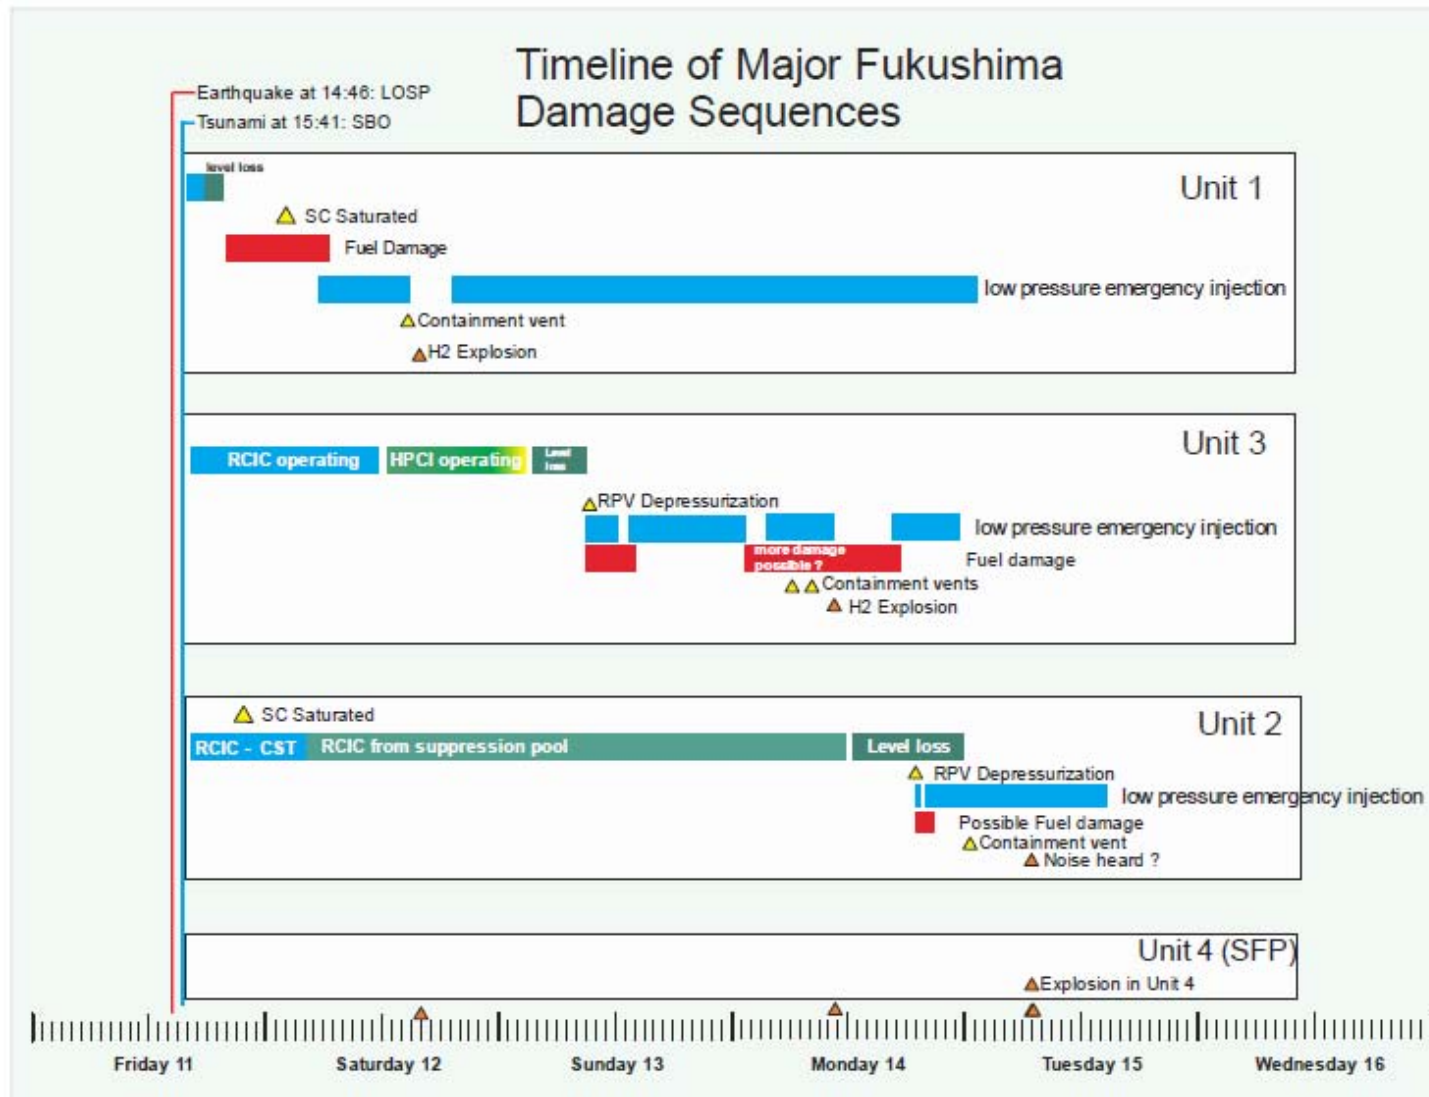 Timeline of Major Fukushima
Damage Sequences
Earthquake at 14:46: LOSP
Tsunami at 15:41: SBO
level loss
Unit 1
SC Saturated
Fuel Damage
low pressure emergency injection
Containment vent
H2 Explosion
Unit 3
RCIC operating
HPCI operating
Level
loss
RPV Depressurization
low pressure emergency injection
more damage
possible ?
Fuel damage
Containment vents
H2 Explosion
SC Saturated
Unit 2
RCIC - CST
RCIC from suppression pool
Level loss
RPV Depressurization
low pressure emergency injection
Possible Fuel damage
Containment vent
Noise heard ?
Unit 4 (SFP)
Explosion in Unit 4
Friday 11
Saturday 12
Sunday 13
Monday 14
Tuesday 15
Wednesday 16